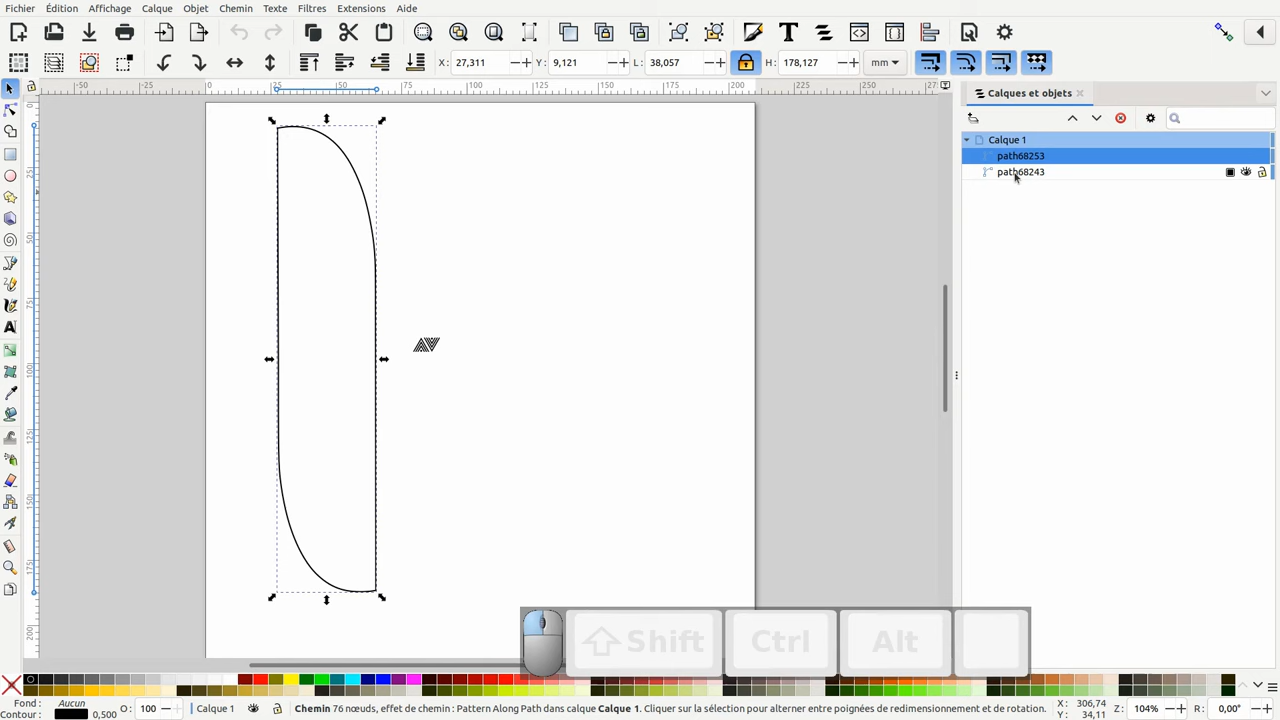 Fichier Édition Affichage Calque Objet Chemin Texte Filtres Extensions Aide
X: 27,311 Y: 9,121 L: 38,057 H: 178,127 mm
Calques et objets
Calque 1
path68253
path68243
Shift Ctrl Alt
Fond : Aucun O: 100 Calque 1 Chemin 76 nœuds, effet de chemin : Pattern Along Path dans calque Calque 1. Cliquer sur la sélection pour alterner entre poignées de redimensionnement et de rotation. X: 306,74 Z: 104% R: 0,00°
Contour : 0,500 Y: 34,11